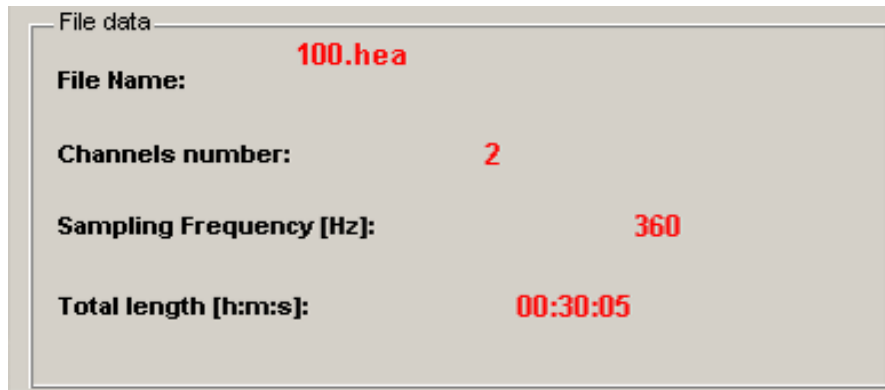 File data
100.hea
File Name:
Channels number: 2
Sampling Frequency [Hz]: 360
Total length [h:m:s]: 00:30:05